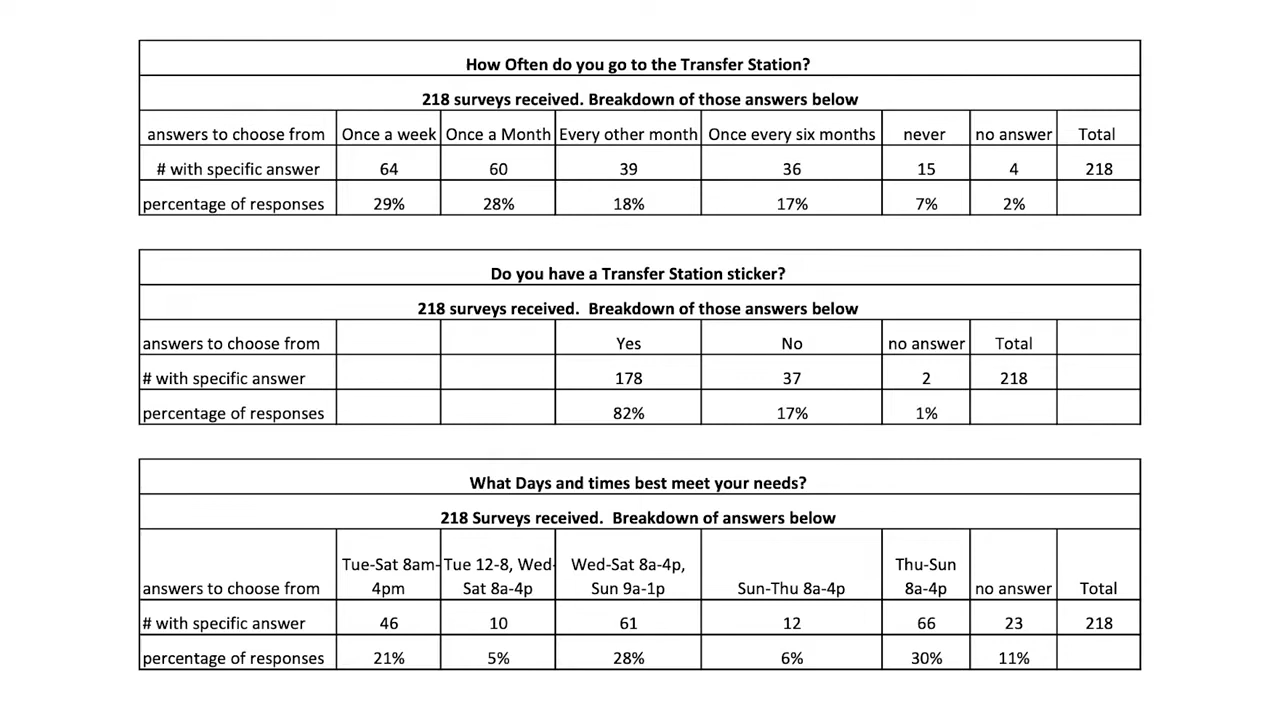 How Often do you go to the Transfer Station?
218 surveys received. Breakdown of those answers below
answers to choose from Once a week Once a Month Every other month Once every six months never no answer Total
# with specific answer 64 60 39 36 15 4 218
percentage of responses 29% 28% 18% 17% 7% 2%
Do you have a Transfer Station sticker?
218 surveys received. Breakdown of those answers below
answers to choose from Yes No no answer Total
# with specific answer 178 37 2 218
percentage of responses 82% 17% 1%
What Days and times best meet your needs?
218 Surveys received. Breakdown of answers below
Tue-Sat 8am- Tue 12-8, Wed- Wed-Sat 8a-4p, Thu-Sun
answers to choose from 4pm Sat 8a-4p Sun 9a-1p Sun-Thu 8a-4p 8a-4p no answer Total
# with specific answer 46 10 61 12 66 23 218
percentage of responses 21% 5% 28% 6% 30% 11%